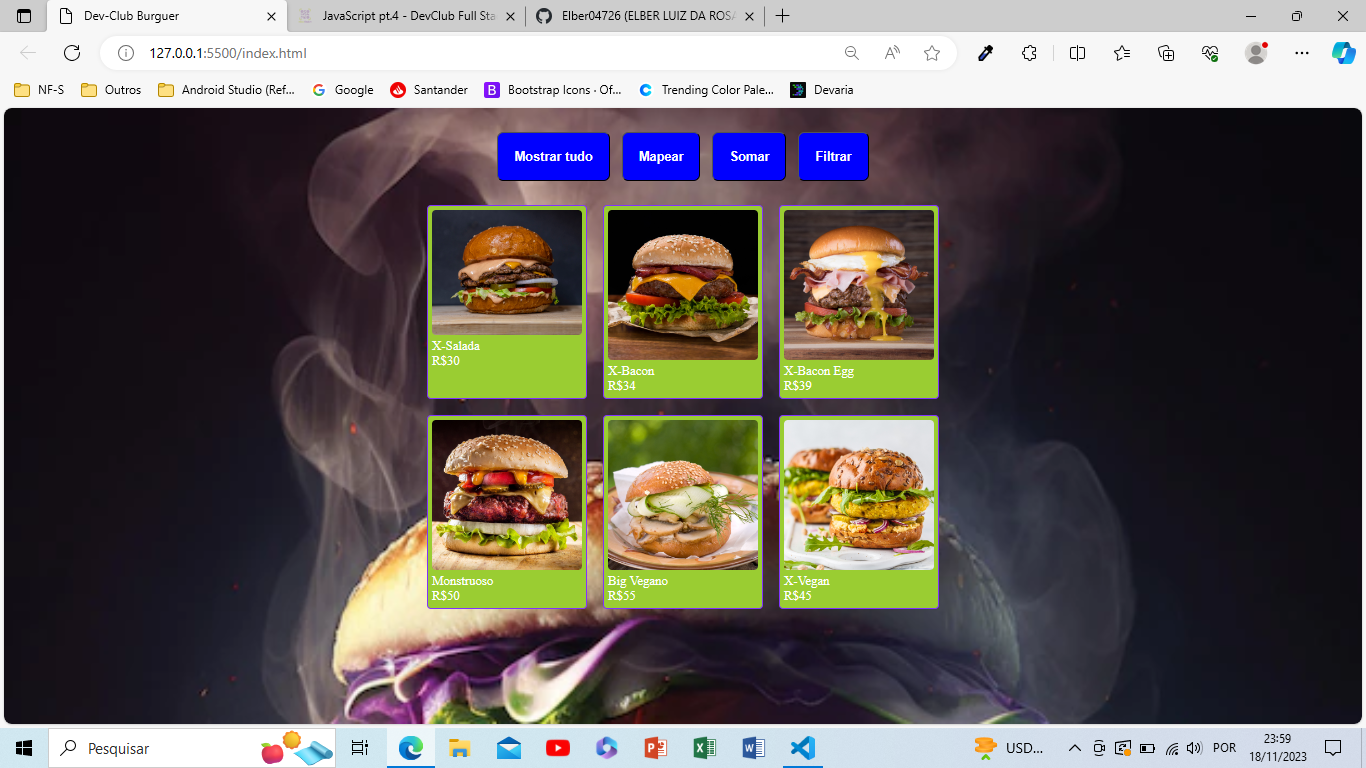 Dev-Club Burguer
JavaScript pt.4 - DevClub Full Sta
Elber04726 (ELBER LUIZ DA ROSA
127.0.0.1:5500/index.html
NF-S
Outros
Android Studio (Ref...
Google
Santander
Bootstrap Icons · Of...
Trending Color Pale...
Devaria
Mostrar tudo
Mapear
Somar
Filtrar
X-Salada
R$30
X-Bacon
R$34
X-Bacon Egg
R$39
Monstruoso
R$50
Big Vegano
R$55
X-Vegan
R$45
Pesquisar
USD...
POR
23:59
18/11/2023